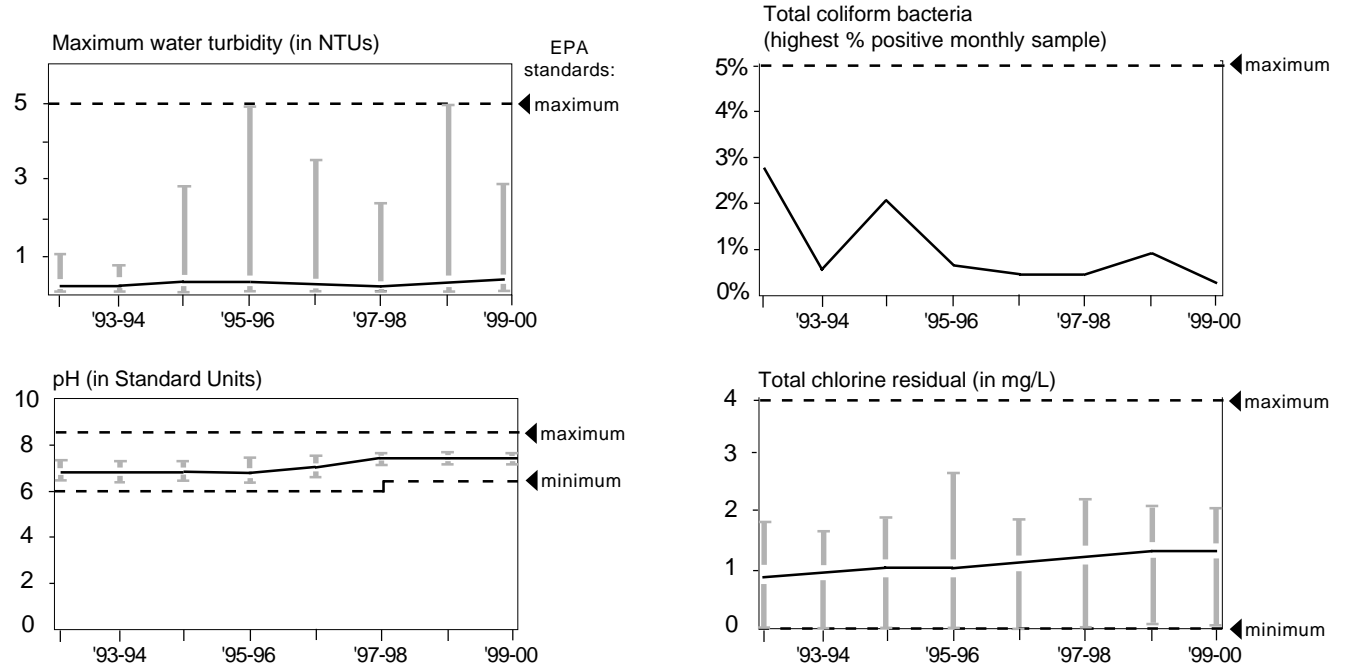 Maximum water turbidity (in NTUs)
EPA
standards:
5
3
1
maximum
'93-94
'95-96
'97-98
'99-00
Total coliform bacteria
(highest % positive monthly sample)
5%
4%
3%
2%
1%
0%
maximum
'93-94
'95-96
'97-98
'99-00
pH (in Standard Units)
10
8
6
4
2
0
maximum
minimum
'93-94
'95-96
'97-98
'99-00
Total chlorine residual (in mg/L)
4
3
2
1
0
maximum
minimum
'93-94
'95-96
'97-98
'99-00